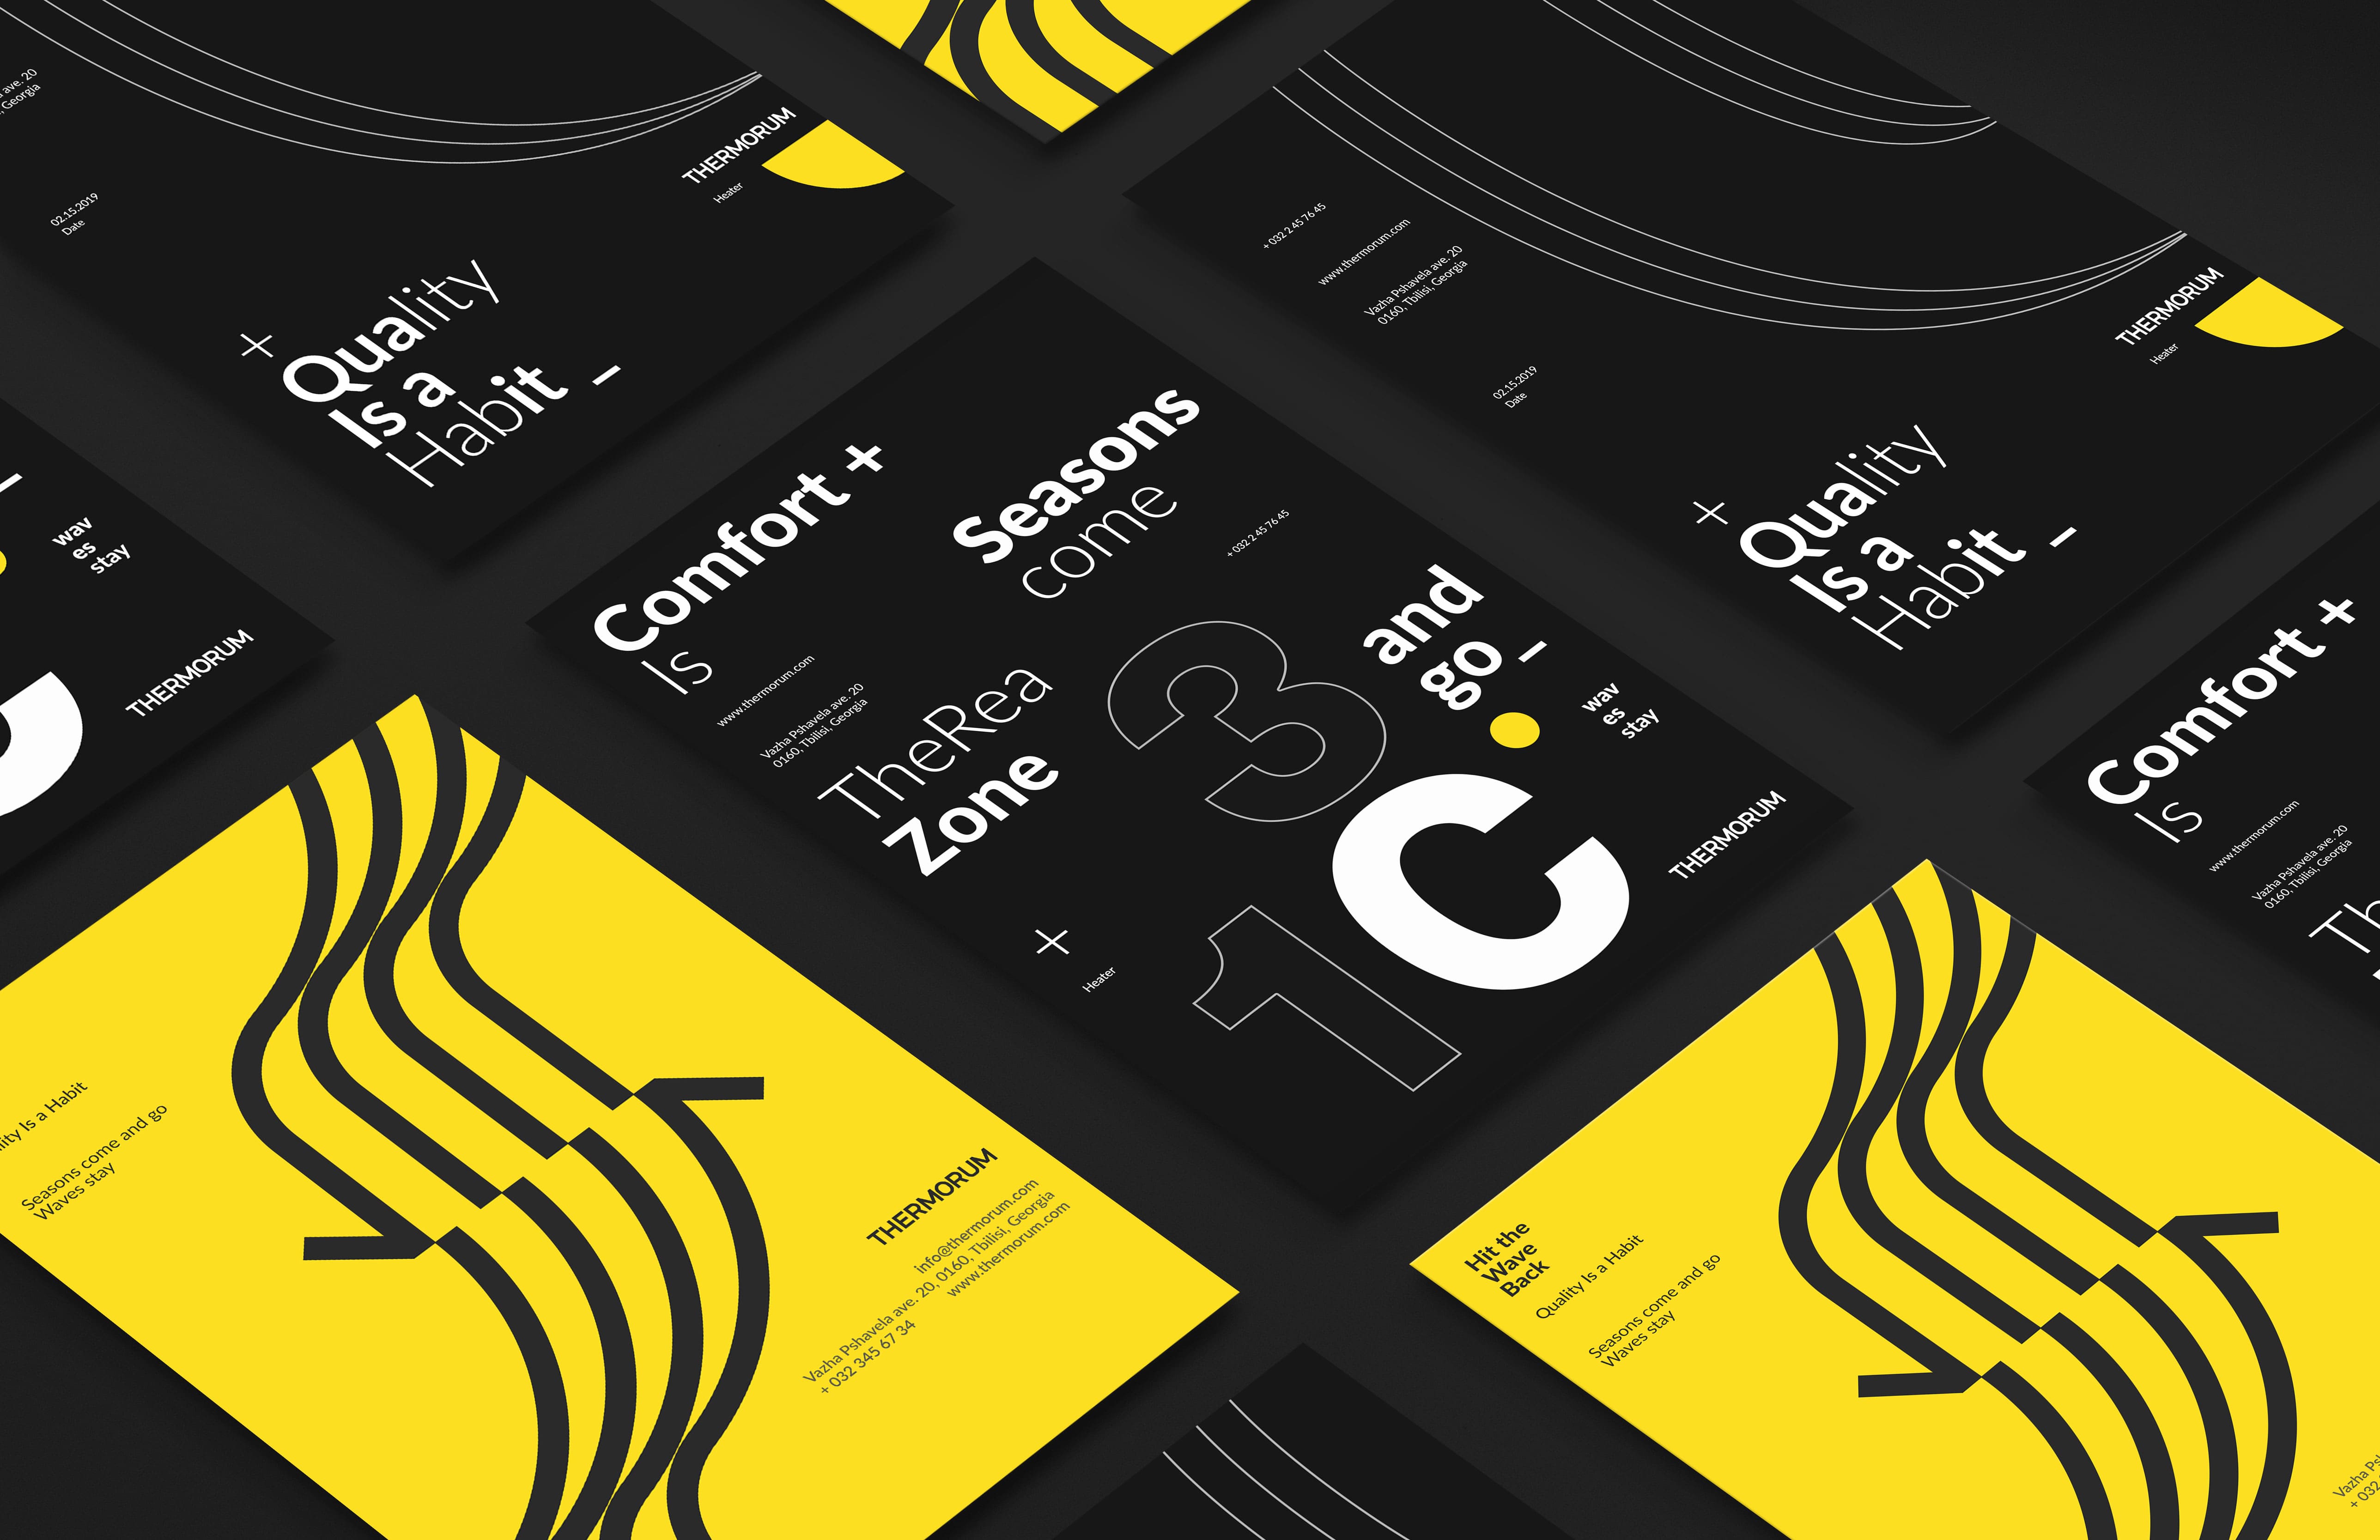 ave. 20
Georgia
02.15.2019
Date
THERMORUM
Heater
+
Quality
Is a
Habit _
+ 032 2 45 76 45
www.thermorum.com
Vazha Pshavela ave. 20
0160, Tbilisi, Georgia
02.15.2019
Date
THERMORUM
Heater
+
Quality
Is a
Habit _
wav
es
stay
THERMORUM
Comfort +
Is
Seasons
come
+ 032 2 45 76 45
and
go _
wav
es
stay
www.thermorum.com
Vazha Pshavela ave. 20
0160, Tbilisi, Georgia
TheRea
Zone
31
°C
+
Heater
THERMORUM
Comfort +
Is
www.thermorum.com
Vazha Pshavela ave. 20
0160, Tbilisi, Georgia
Th
lity Is a Habit
Seasons come and go
Waves stay
THERMORUM
info@thermorum.com
Vazha Pshavela ave. 20, 0160, Tbilisi, Georgia
www.thermorum.com
+ 032 345 67 34
Hit the
Wave
Back
Quality Is a Habit
Seasons come and go
Waves stay
Vazha Ps
+ 032